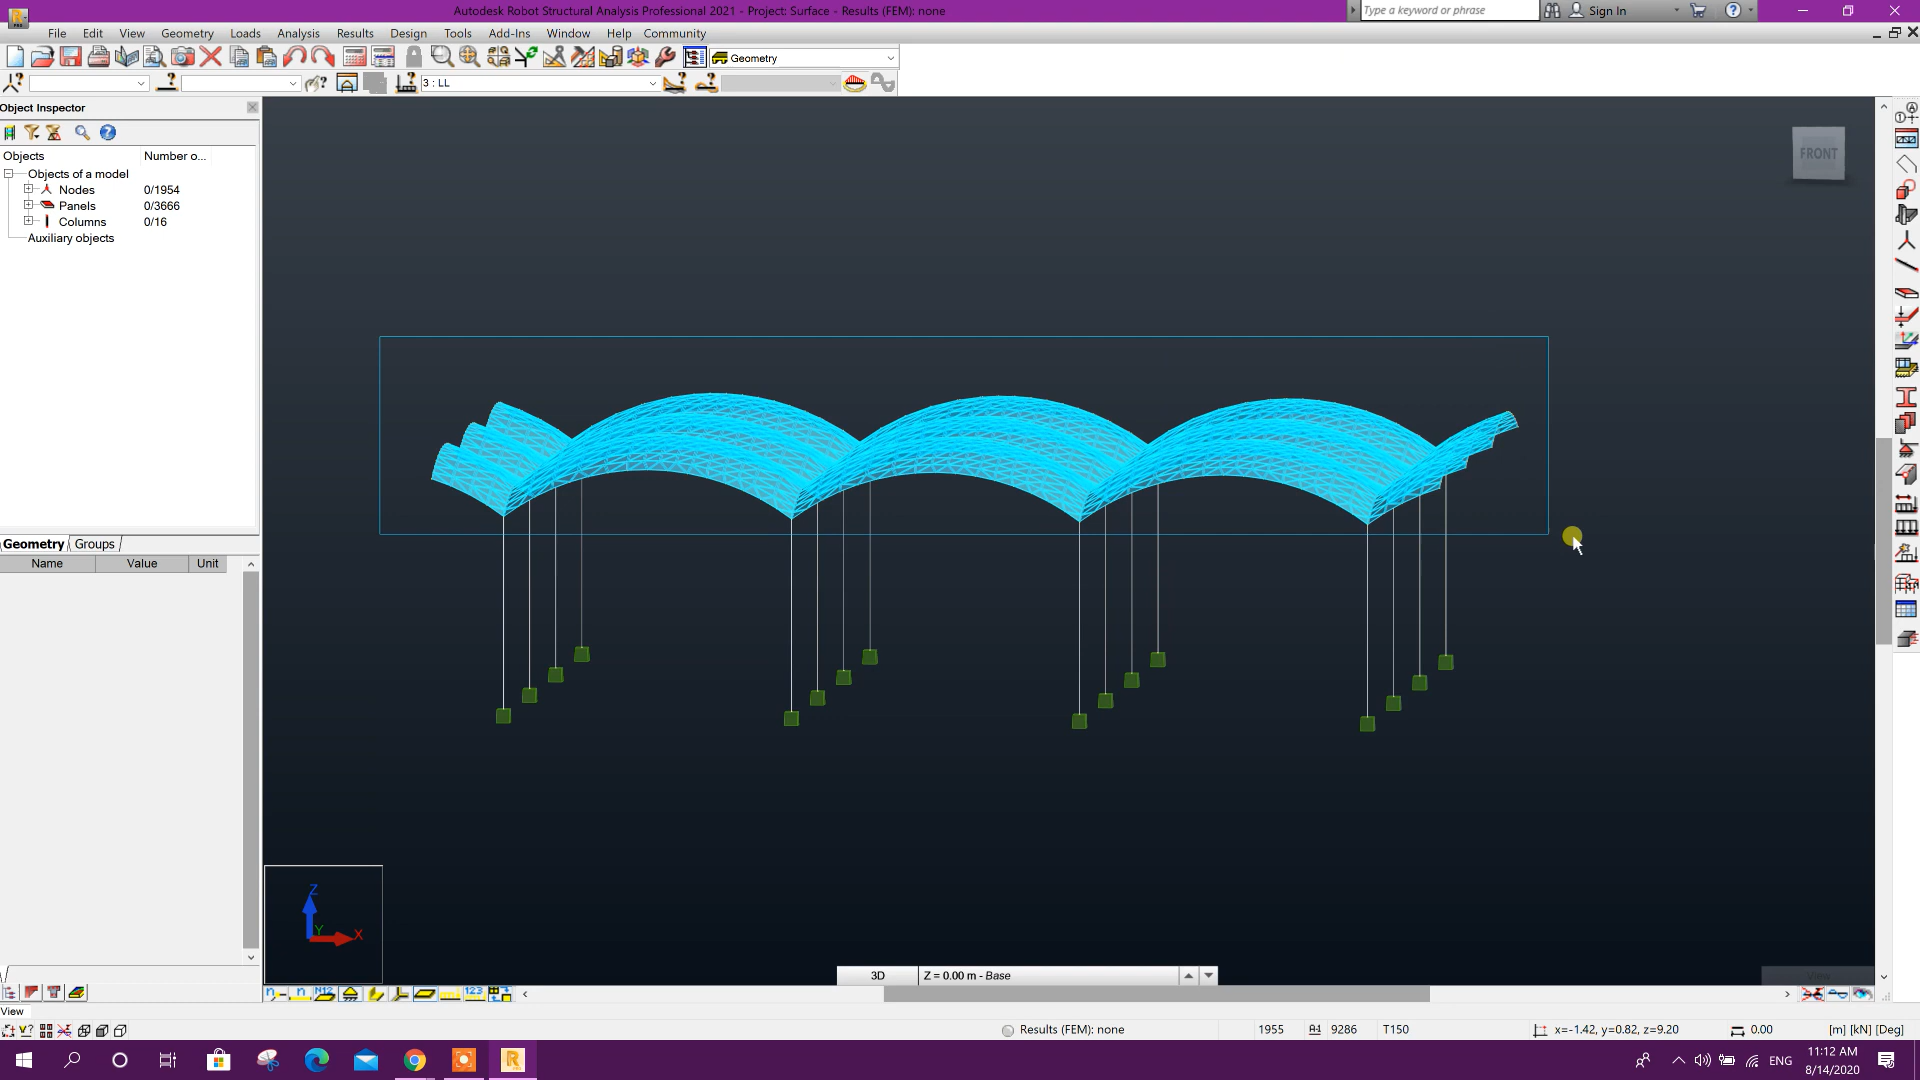 Autodesk Robot Structural Analysis Professional 2021 - Project: Surface - Results (FEM): none
Type a keyword or phrase
Sign In
File Edit View Geometry Loads Analysis Results Design Tools Add-Ins Window Help Community
Geometry
3 : LL
Object Inspector
Objects Number o...
Objects of a model
Nodes 0/1954
Panels 0/3666
Columns 0/16
Auxiliary objects
FRONT
Geometry Groups
Name Value Unit
Z
Y
X
3D Z = 0.00 m - Base
View
View
Results (FEM): none 1955 9286 T150 x=-1.42, y=0.82, z=9.20 0.00 [m] [kN] [Deg]
ENG
11:12 AM
8/14/2020